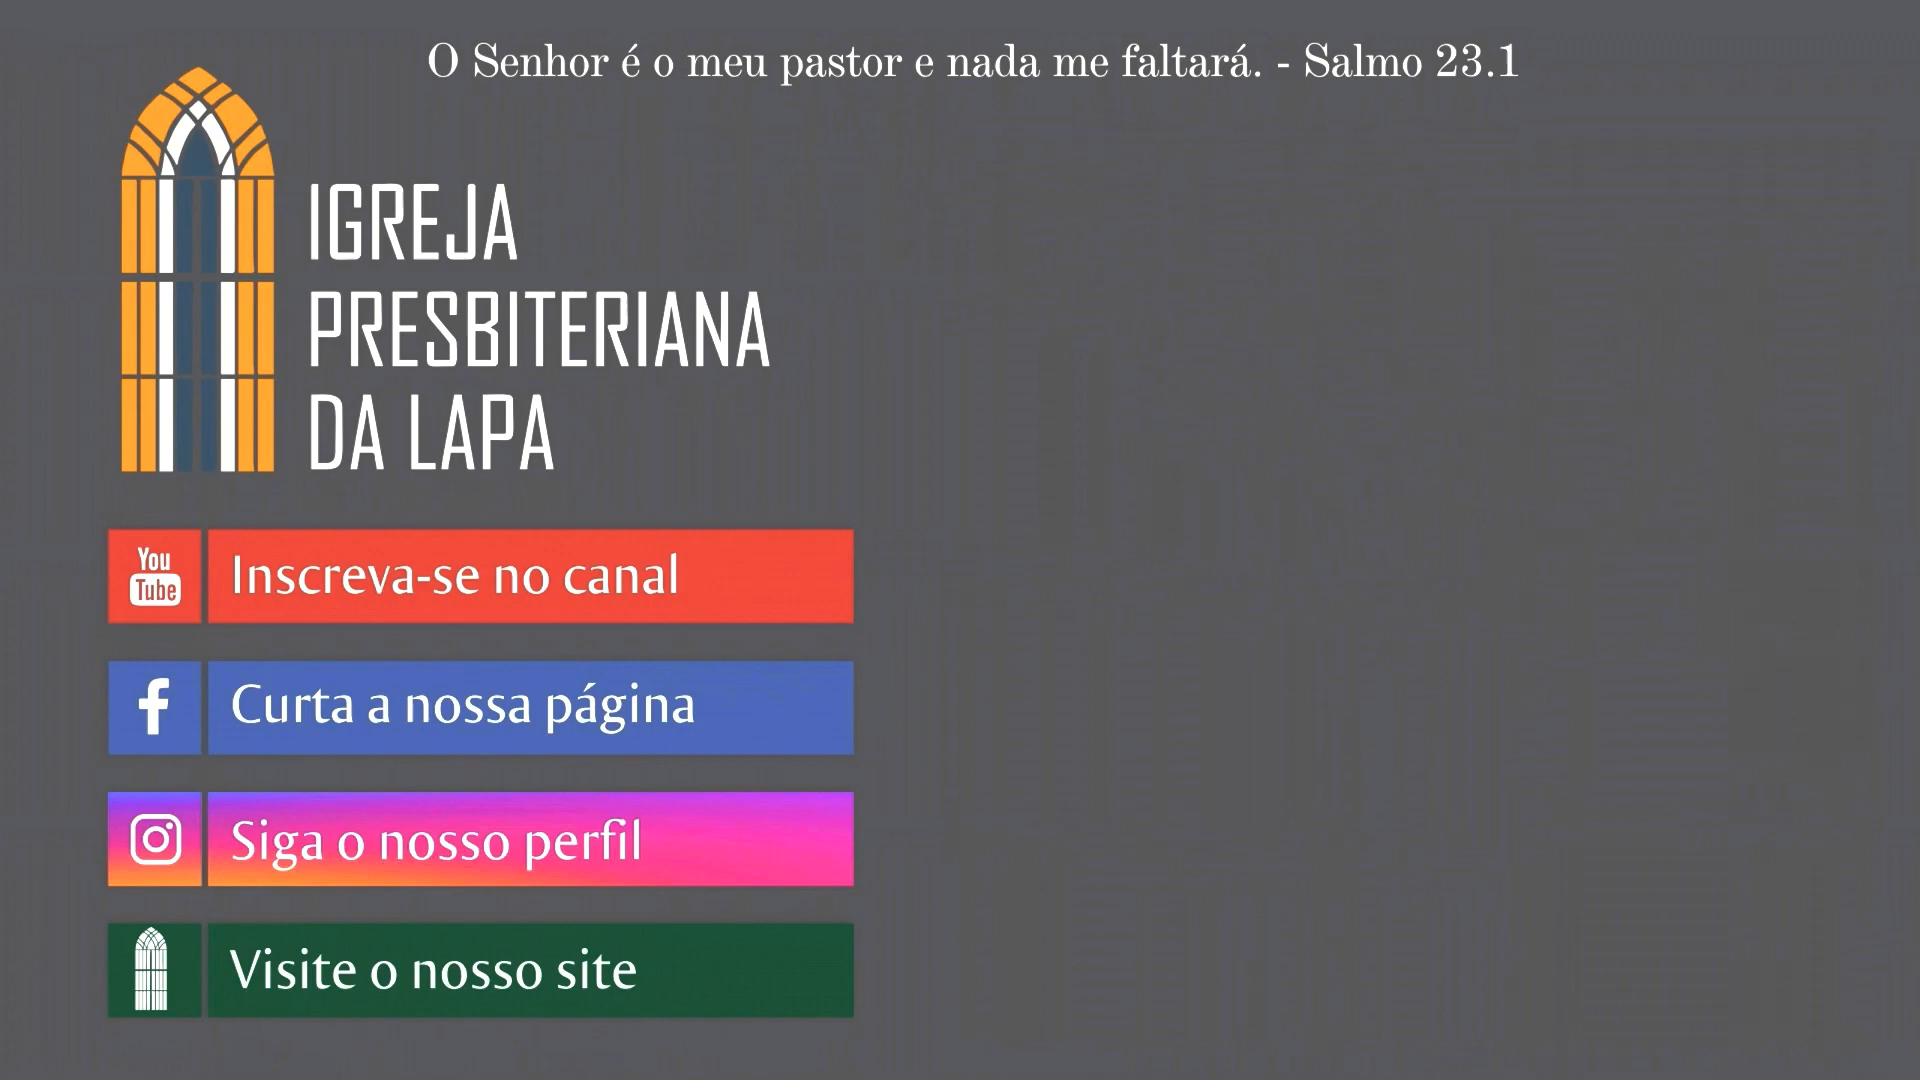 O Senhor é o meu pastor e nada me faltará. - Salmo 23.1
IGREJA
PRESBITERIANA
DA LAPA
You
Tube
Inscreva-se no canal
f
Curta a nossa página
Siga o nosso perfil
Visite o nosso site